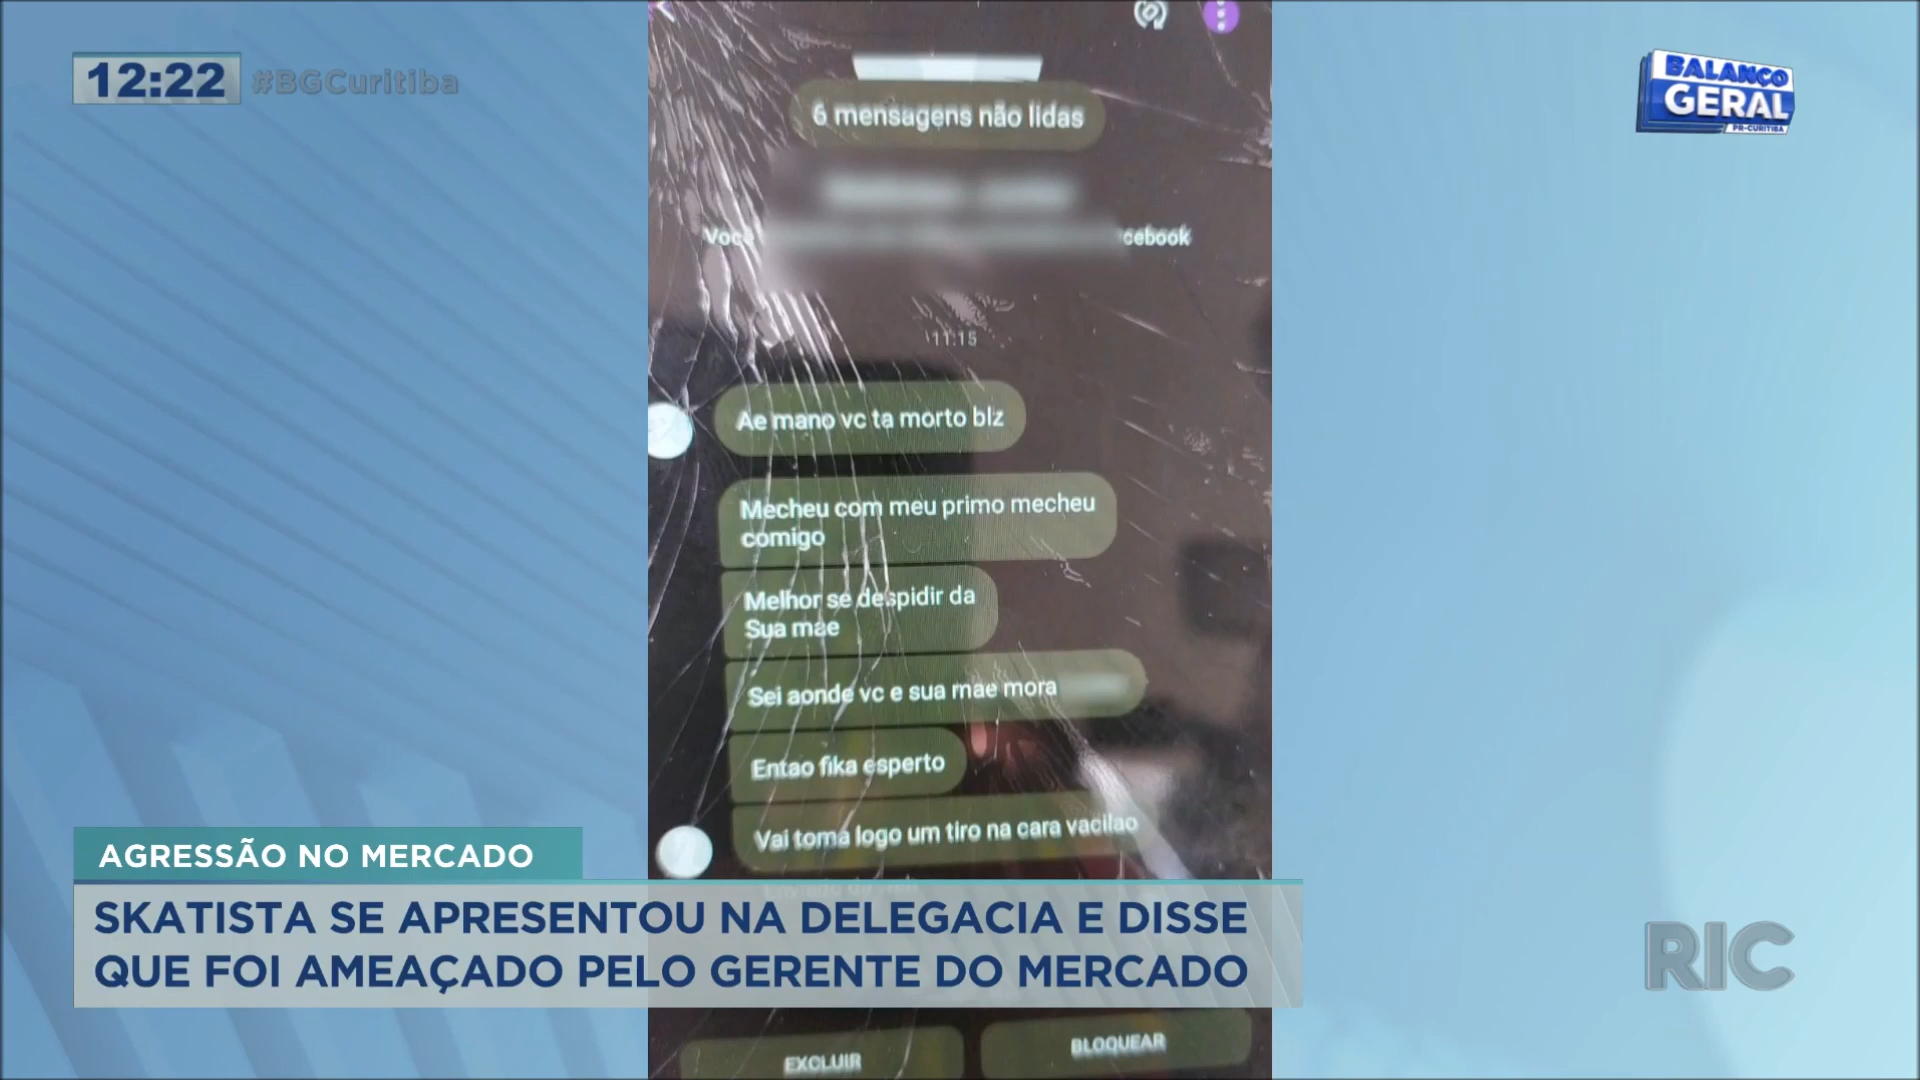 12:22 #BGCuritiba
BALANÇO
GERAL
PR-CURITIBA
6 mensagens não lidas
Você
cebook
11:15
Ae mano vc ta morto blz
Mecheu com meu primo mecheu
comigo
Melhor se despidir da
Sua mae
Sei aonde vc e sua mae mora
Entao fika esperto
Vai toma logo um tiro na cara vacilao
AGRESSÃO NO MERCADO
SKATISTA SE APRESENTOU NA DELEGACIA E DISSE
QUE FOI AMEAÇADO PELO GERENTE DO MERCADO
RIC
EXCLUIR
BLOQUEAR